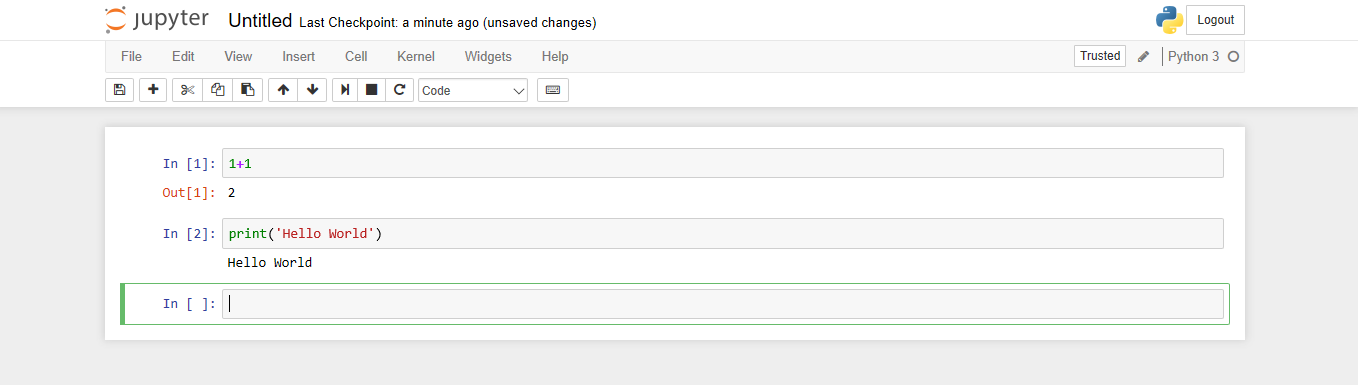 jupyter Untitled Last Checkpoint: a minute ago (unsaved changes) Logout
File Edit View Insert Cell Kernel Widgets Help Trusted Python 3
Code
In [1]: 1+1
Out[1]: 2
In [2]: print('Hello World')
Hello World
In [ ]: